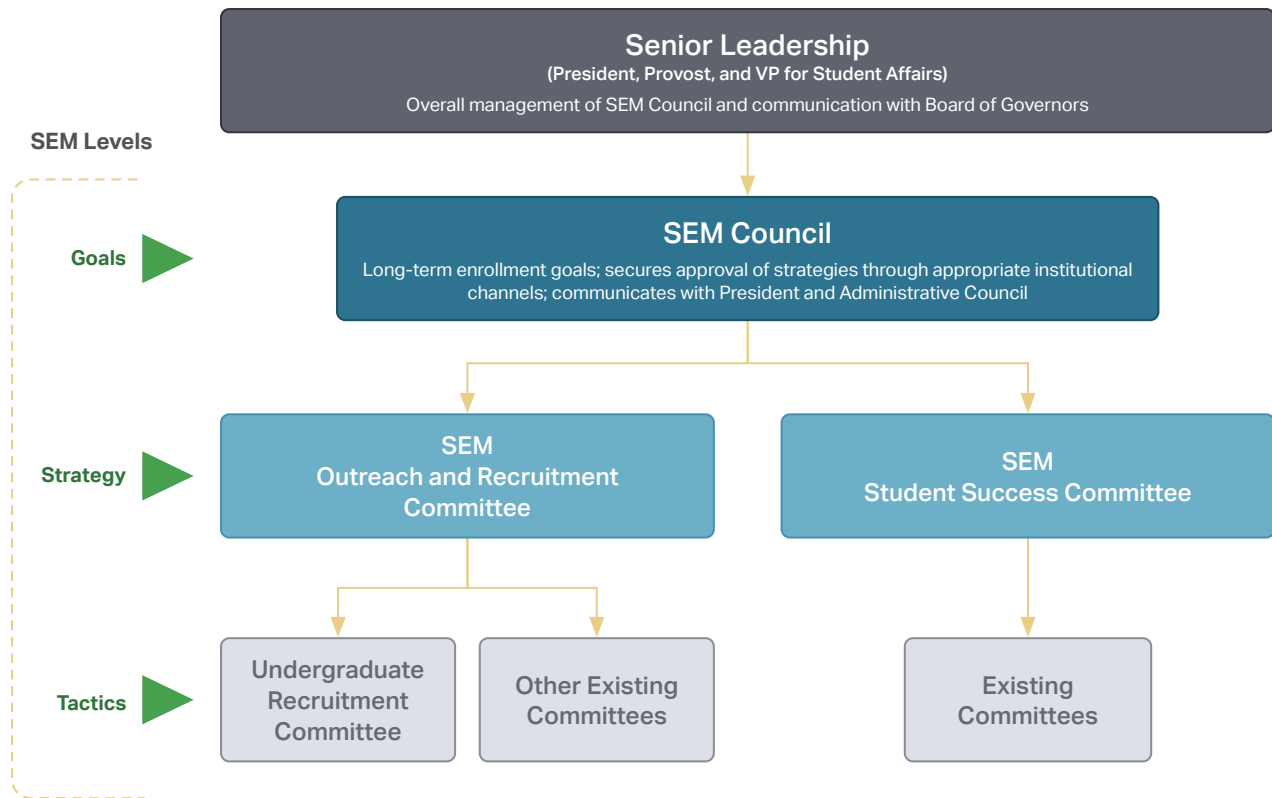 Senior Leadership
(President, Provost, and VP for Student Affairs)
Overall management of SEM Council and communication with Board of Governors
SEM Levels
Goals
SEM Council
Long-term enrollment goals; secures approval of strategies through appropriate institutional
channels; communicates with President and Administrative Council
Strategy
SEM
Outreach and Recruitment
Committee
SEM
Student Success Committee
Tactics
Undergraduate
Recruitment
Committee
Other Existing
Committees
Existing
Committees